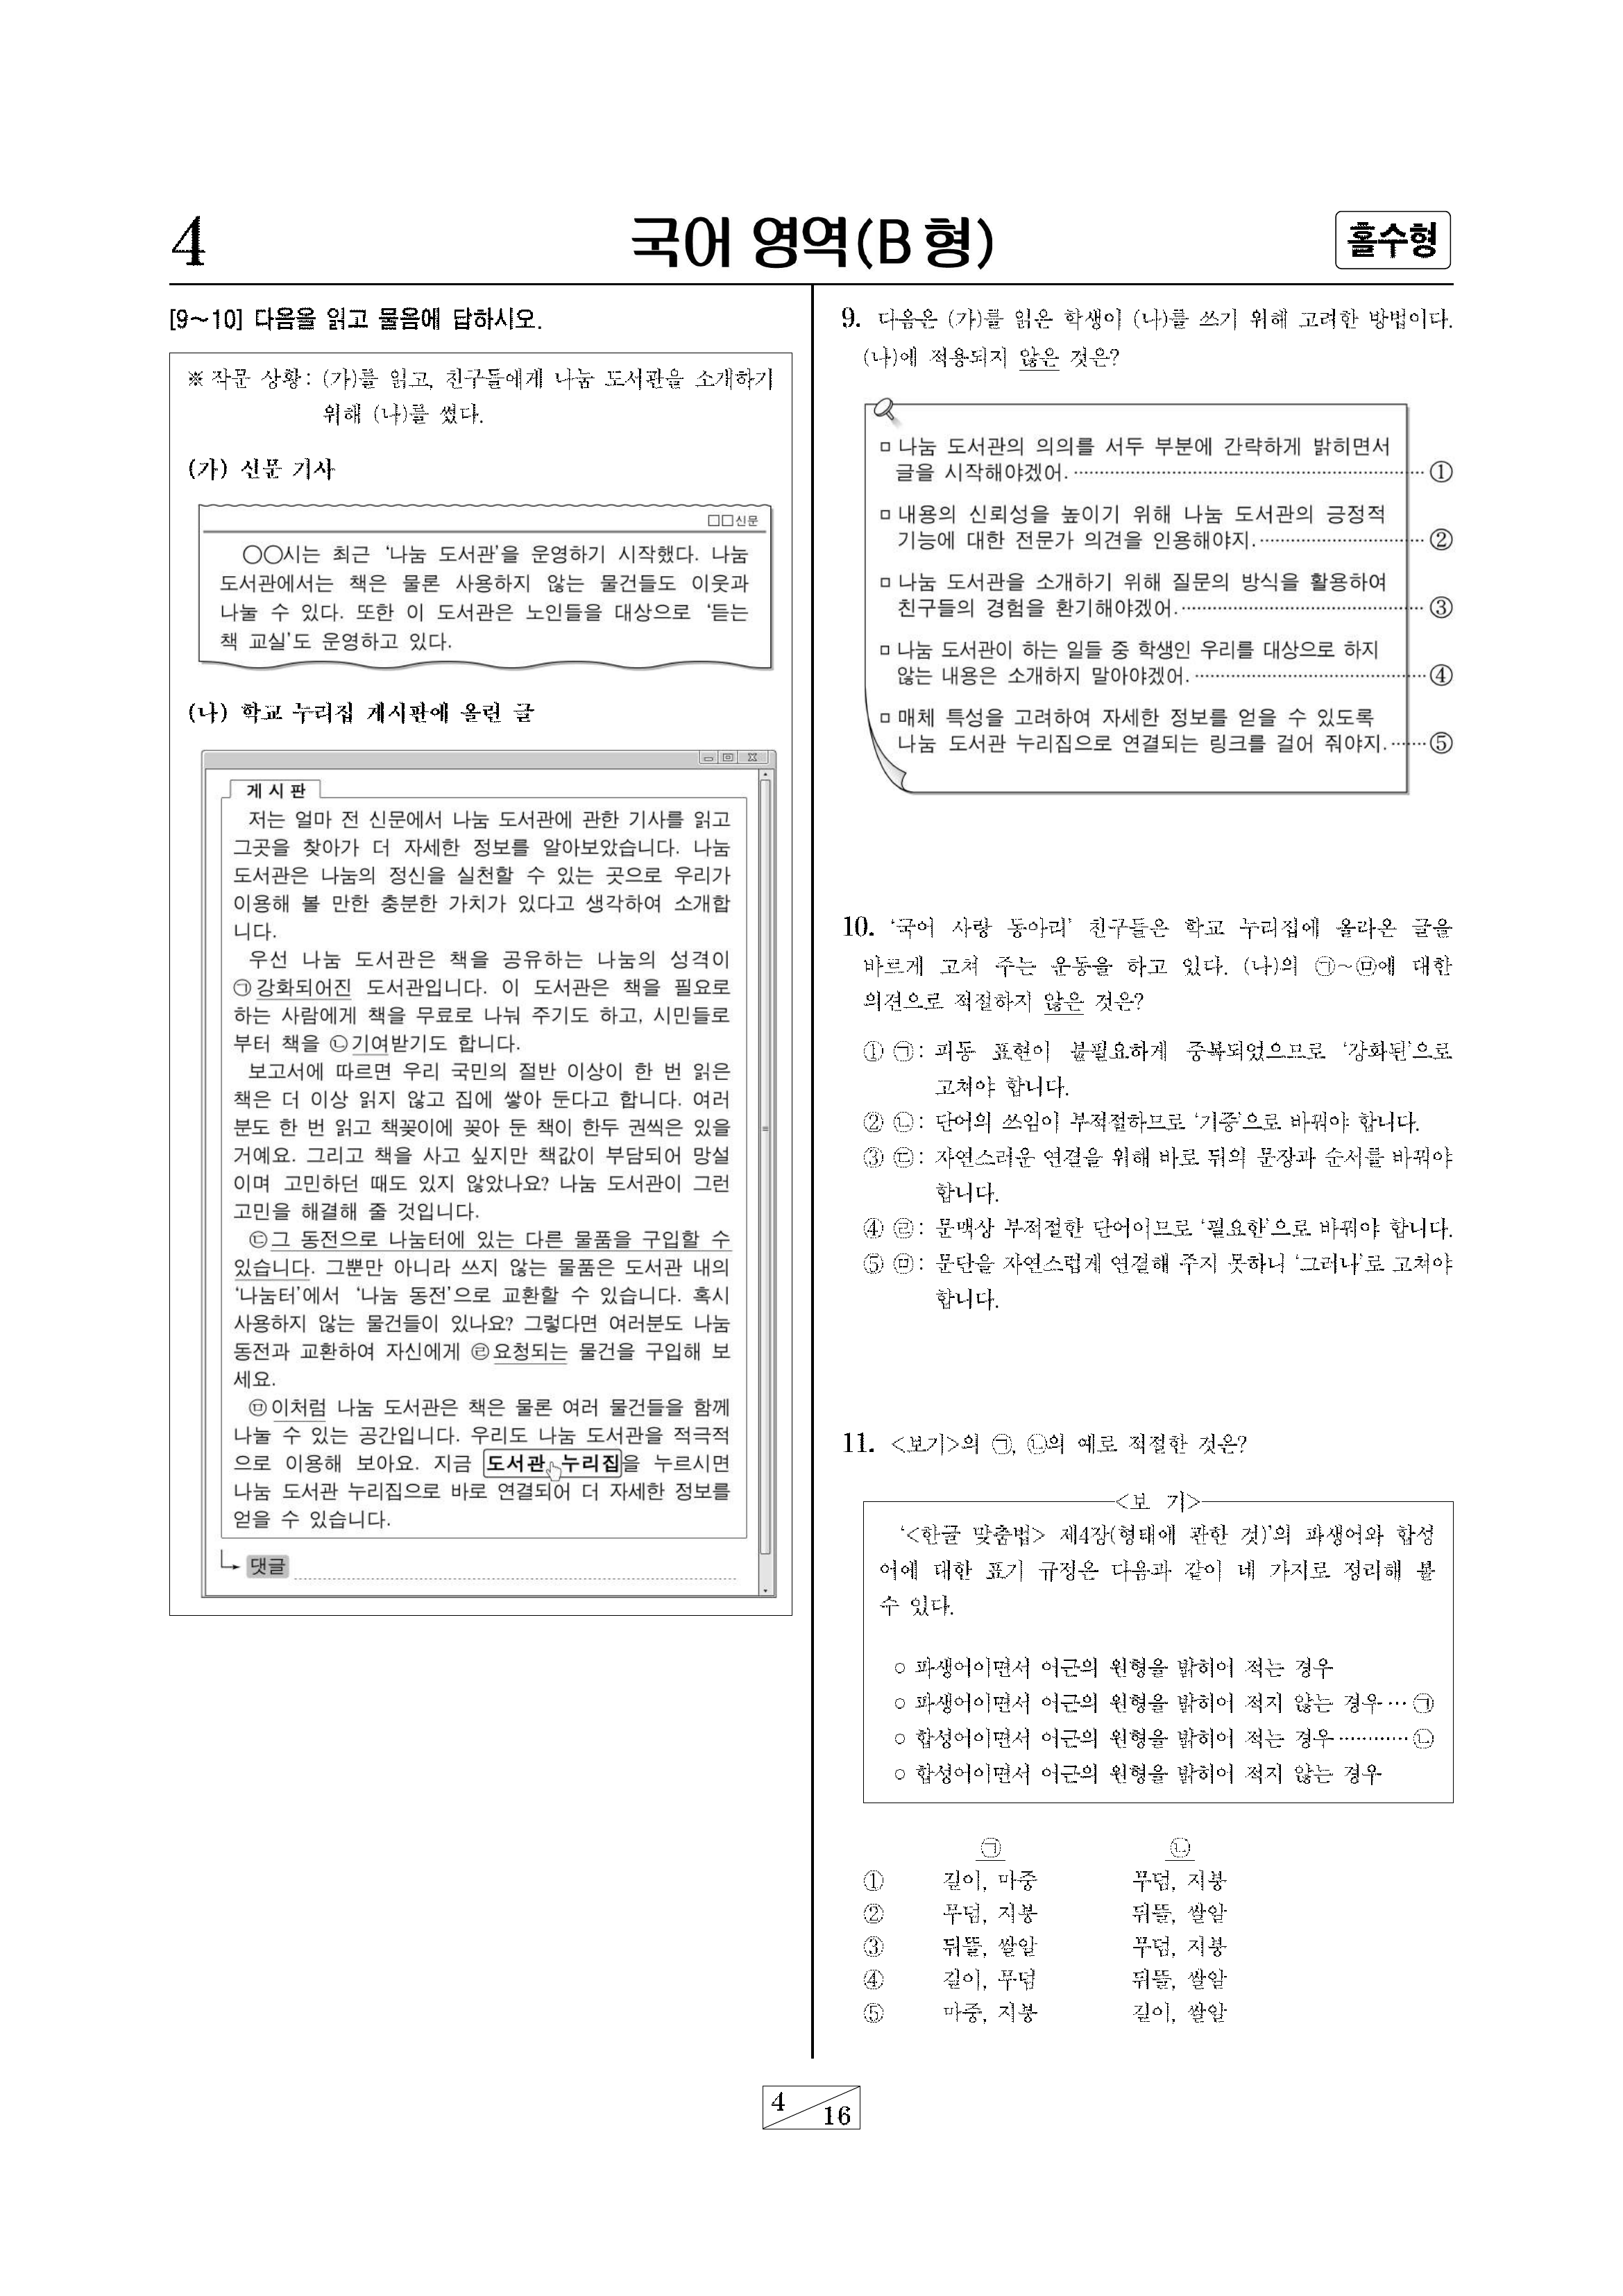 4
국어 영역(B 형)
홀수형
[9~10] 다음을 읽고 물음에 답하시오.
※ 작문 상황: (가)를 읽고, 친구들에게 나눔 도서관을 소개하기
위해 (나)를 썼다.
(가) 신문 기사
□□신문
○○시는 최근 ‘나눔 도서관’을 운영하기 시작했다. 나눔
도서관에서는 책은 물론 사용하지 않는 물건들도 이웃과
나눌 수 있다. 또한 이 도서관은 노인들을 대상으로 ‘듣는
책 교실’도 운영하고 있다.
(나) 학교 누리집 게시판에 올린 글
게 시 판
저는 얼마 전 신문에서 나눔 도서관에 관한 기사를 읽고
그곳을 찾아가 더 자세한 정보를 알아보았습니다. 나눔
도서관은 나눔의 정신을 실천할 수 있는 곳으로 우리가
이용해 볼 만한 충분한 가치가 있다고 생각하여 소개합
니다.
우선 나눔 도서관은 책을 공유하는 나눔의 성격이
㉠강화되어진 도서관입니다. 이 도서관은 책을 필요로
하는 사람에게 책을 무료로 나눠 주기도 하고, 시민들로
부터 책을 ㉡기여받기도 합니다.
보고서에 따르면 우리 국민의 절반 이상이 한 번 읽은
책은 더 이상 읽지 않고 집에 쌓아 둔다고 합니다. 여러
분도 한 번 읽고 책꽂이에 꽂아 둔 책이 한두 권씩은 있을
거예요. 그리고 책을 사고 싶지만 책값이 부담되어 망설
이며 고민하던 때도 있지 않았나요? 나눔 도서관이 그런
고민을 해결해 줄 것입니다.
㉢그 동전으로 나눔터에 있는 다른 물품을 구입할 수
있습니다. 그뿐만 아니라 쓰지 않는 물품은 도서관 내의
‘나눔터’에서 ‘나눔 동전’으로 교환할 수 있습니다. 혹시
사용하지 않는 물건들이 있나요? 그렇다면 여러분도 나눔
동전과 교환하여 자신에게 ㉣요청되는 물건을 구입해 보
세요.
㉤이처럼 나눔 도서관은 책은 물론 여러 물건들을 함께
나눌 수 있는 공간입니다. 우리도 나눔 도서관을 적극적
으로 이용해 보아요. 지금 도서관 누리집을 누르시면
나눔 도서관 누리집으로 바로 연결되어 더 자세한 정보를
얻을 수 있습니다.
댓글
9. 다음은 (가)를 읽은 학생이 (나)를 쓰기 위해 고려한 방법이다.
(나)에 적용되지 않은 것은?
□ 나눔 도서관의 의의를 서두 부분에 간략하게 밝히면서
글을 시작해야겠어. ①
□ 내용의 신뢰성을 높이기 위해 나눔 도서관의 긍정적
기능에 대한 전문가 의견을 인용해야지. ②
□ 나눔 도서관을 소개하기 위해 질문의 방식을 활용하여
친구들의 경험을 환기해야겠어. ③
□ 나눔 도서관이 하는 일들 중 학생인 우리를 대상으로 하지
않는 내용은 소개하지 말아야겠어. ④
□ 매체 특성을 고려하여 자세한 정보를 얻을 수 있도록
나눔 도서관 누리집으로 연결되는 링크를 걸어 줘야지. ⑤
10. ‘국어 사랑 동아리’ 친구들은 학교 누리집에 올라온 글을
바르게 고쳐 주는 운동을 하고 있다. (나)의 ㉠~㉤에 대한
의견으로 적절하지 않은 것은?
① ㉠: 피동 표현이 불필요하게 중복되었으므로 ‘강화된’으로
고쳐야 합니다.
② ㉡: 단어의 쓰임이 부적절하므로 ‘기증’으로 바꿔야 합니다.
③ ㉢: 자연스러운 연결을 위해 바로 뒤의 문장과 순서를 바꿔야
합니다.
④ ㉣: 문맥상 부적절한 단어이므로 ‘필요한’으로 바꿔야 합니다.
⑤ ㉤: 문단을 자연스럽게 연결해 주지 못하니 ‘그러나’로 고쳐야
합니다.
11. <보기>의 ㉠, ㉡의 예로 적절한 것은?
<보 기>
‘<한글 맞춤법> 제4장(형태에 관한 것)’의 파생어와 합성
어에 대한 표기 규정은 다음과 같이 네 가지로 정리해 볼
수 있다.
○ 파생어이면서 어근의 원형을 밝히어 적는 경우
○ 파생어이면서 어근의 원형을 밝히어 적지 않는 경우 … ㉠
○ 합성어이면서 어근의 원형을 밝히어 적는 경우 ………… ㉡
○ 합성어이면서 어근의 원형을 밝히어 적지 않는 경우
㉠ ㉡
① 길이, 마중 무덤, 지붕
② 무덤, 지붕 뒤뜰, 쌀알
③ 뒤뜰, 쌀알 무덤, 지붕
④ 길이, 무덤 뒤뜰, 쌀알
⑤ 마중, 지붕 길이, 쌀알
4
16